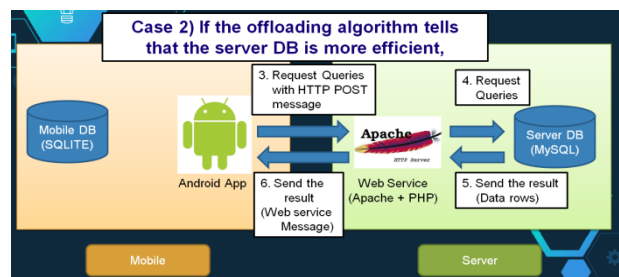 Case 2) If the offloading algorithm tells
that the server DB is more efficient,
3. Request Queries
with HTTP POST
message
4. Request
Queries
Mobile DB
(SQLITE)
Apache
HTTP Server
Server DB
(MySQL)
Android App
6. Send the
result
(Web service
Message)
Web Service
(Apache + PHP)
5. Send the result
(Data rows)
Mobile
Server